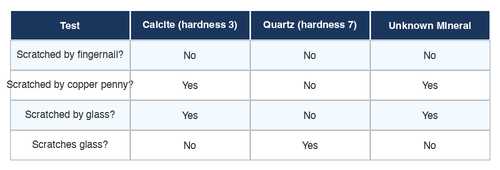 Test Calcite (hardness 3) Quartz (hardness 7) Unknown Mineral
Scratched by fingernail? No No No
Scratched by copper penny? Yes No Yes
Scratched by glass? Yes No Yes
Scratches glass? No Yes No